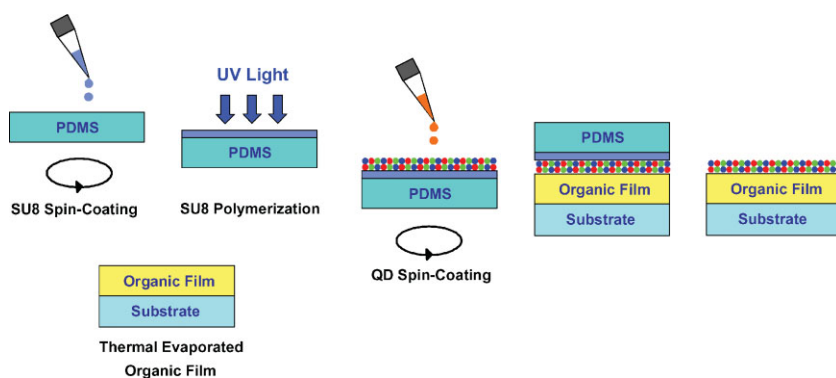 PDMS
SU8 Spin-Coating
UV Light
PDMS
SU8 Polymerization
PDMS
QD Spin-Coating
PDMS
Organic Film
Substrate
Organic Film
Substrate
Organic Film
Substrate
Thermal Evaporated
Organic Film